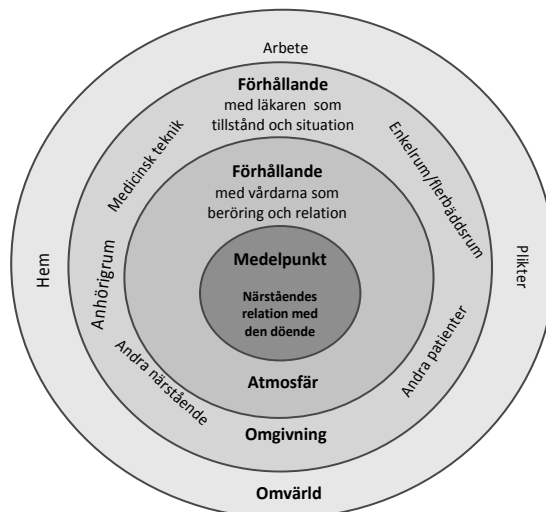 Arbete
Förhållande
med läkaren som
tillstånd och situation
Medicinsk teknik
Enkelrum/flerbäddsrum
Förhållande
med vårdarna som
beröring och relation
Hem
Anhörigrum
Medelpunkt
Plikter
Närståendes
relation med
den döende
Andra närstående
Andra patienter
Atmosfär
Omgivning
Omvärld